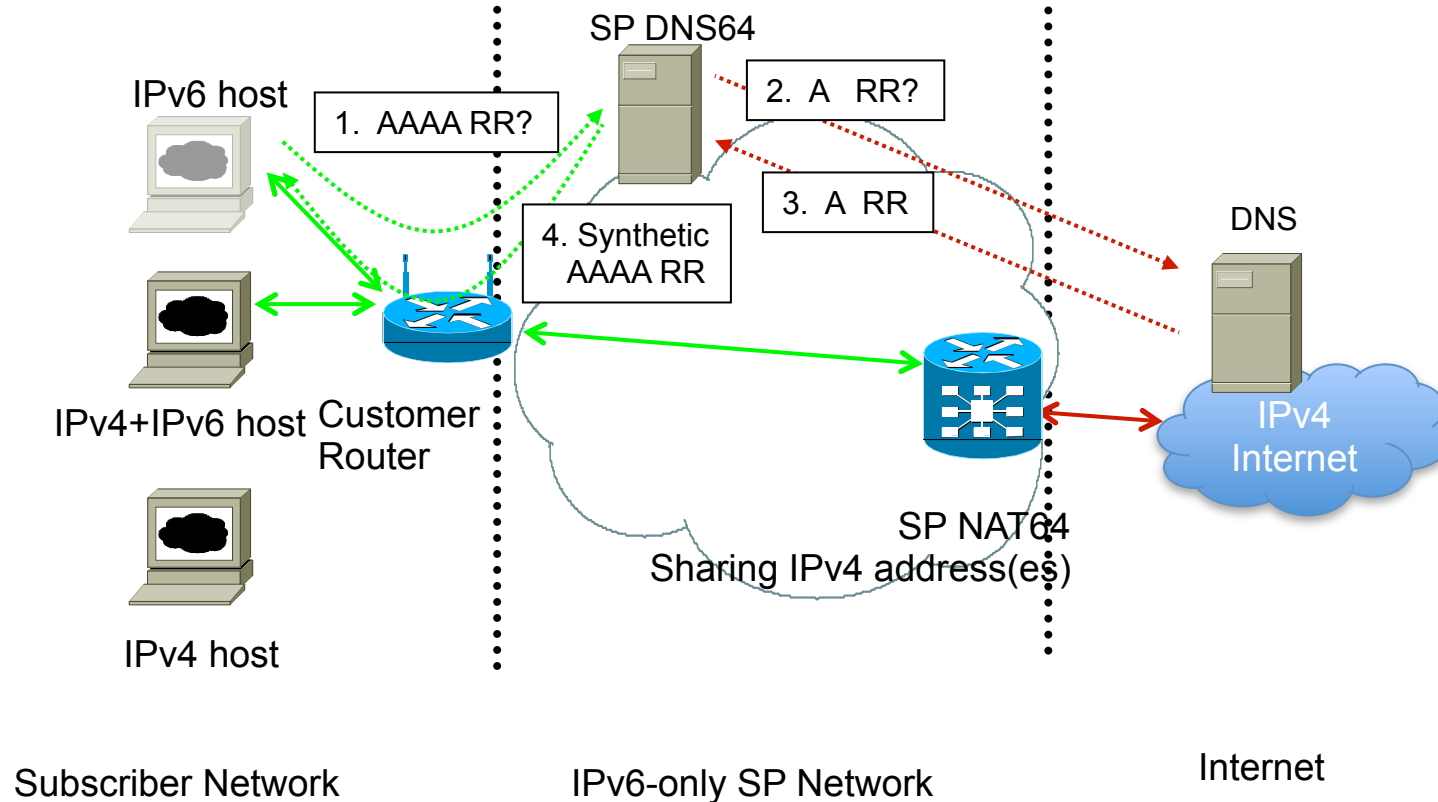 SP DNS64
IPv6 host
1. AAAA RR?
2. A RR?
3. A RR
4. Synthetic
AAAA RR
DNS
IPv4+IPv6 host
Customer
Router
IPv4
Internet
SP NAT64
Sharing IPv4 address(es)
IPv4 host
Subscriber Network
IPv6-only SP Network
Internet